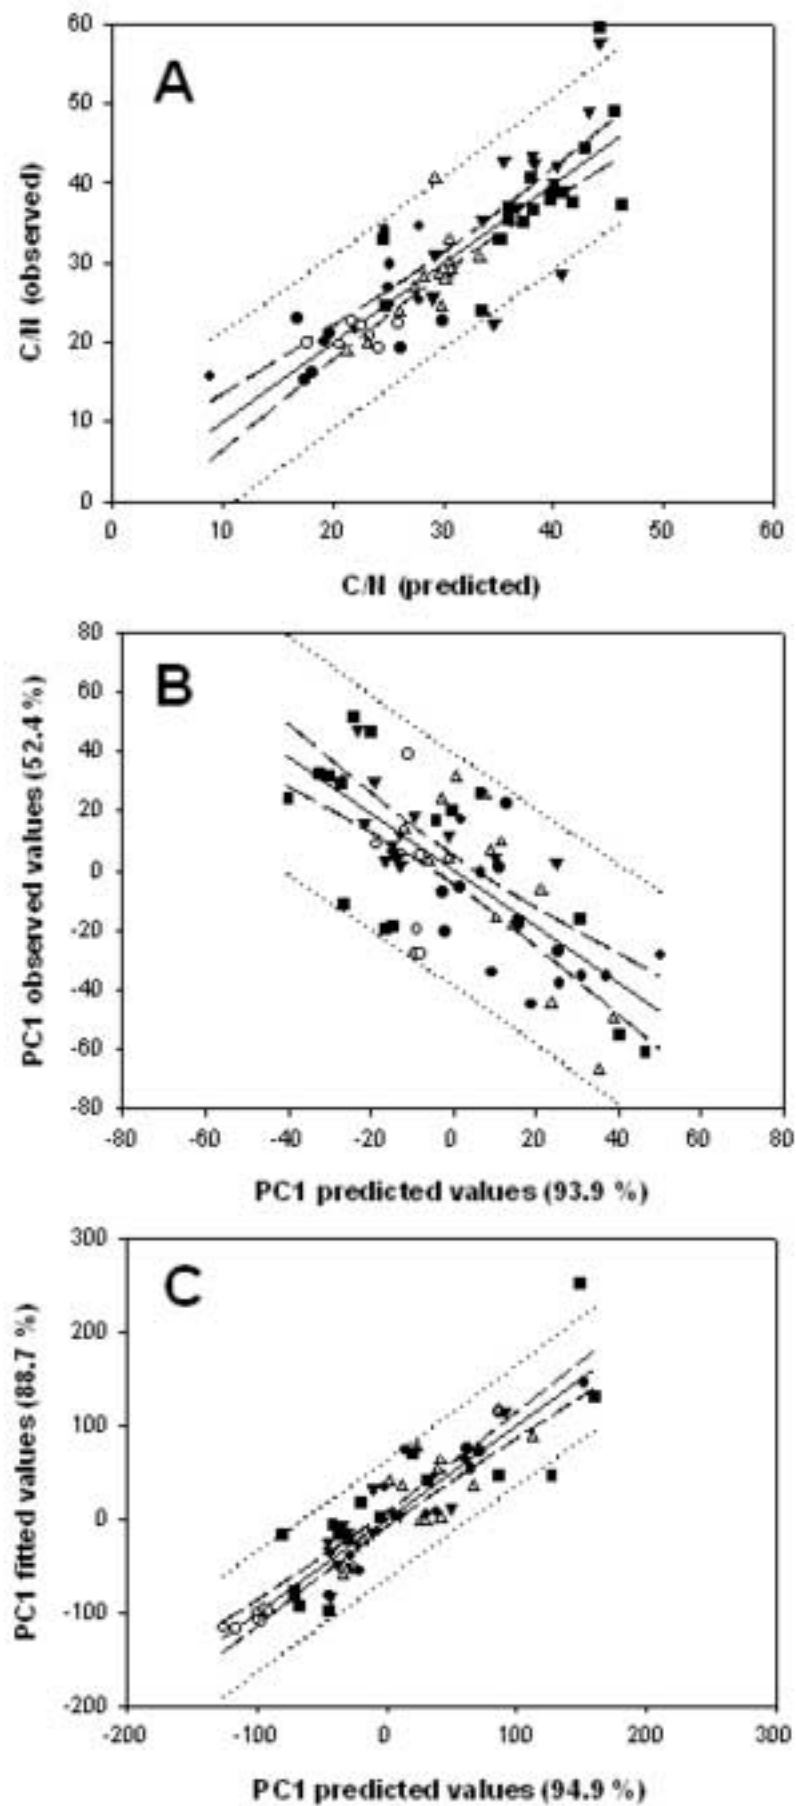 A
60
50
40
30
20
10
0
C/N (observed)
0 10 20 30 40 50 60
C/N (predicted)
B
80
60
40
20
0
-20
-40
-60
-80
PC1 observed values (52.4 %)
-80 -60 -40 -20 0 20 40 60 80
PC1 predicted values (93.9 %)
C
300
200
100
0
-100
-200
PC1 fitted values (88.7 %)
-200 -100 0 100 200 300
PC1 predicted values (94.9 %)